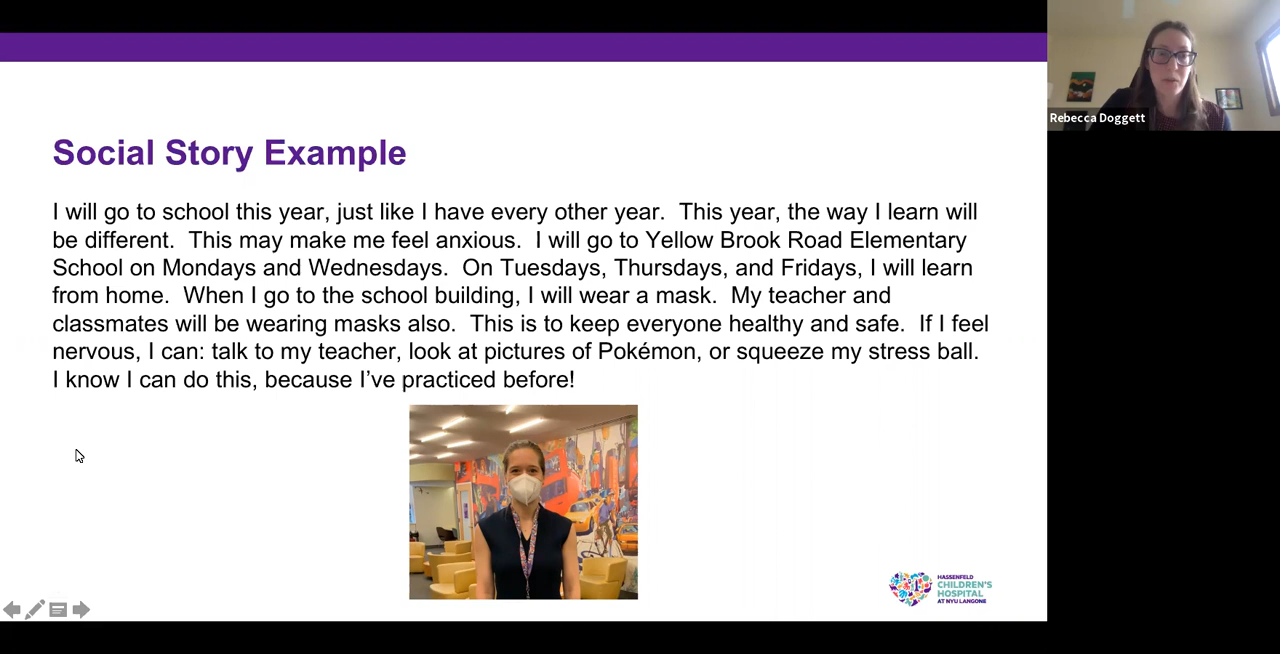 Social Story Example
I will go to school this year, just like I have every other year.  This year, the way I learn will
be different.  This may make me feel anxious.  I will go to Yellow Brook Road Elementary
School on Mondays and Wednesdays.  On Tuesdays, Thursdays, and Fridays, I will learn
from home.  When I go to the school building, I will wear a mask.  My teacher and
classmates will be wearing masks also.  This is to keep everyone healthy and safe.  If I feel
nervous, I can: talk to my teacher, look at pictures of Pokémon, or squeeze my stress ball.
I know I can do this, because I’ve practiced before!
HASSENFELD
CHILDREN'S
HOSPITAL
AT NYU LANGONE
Rebecca Doggett